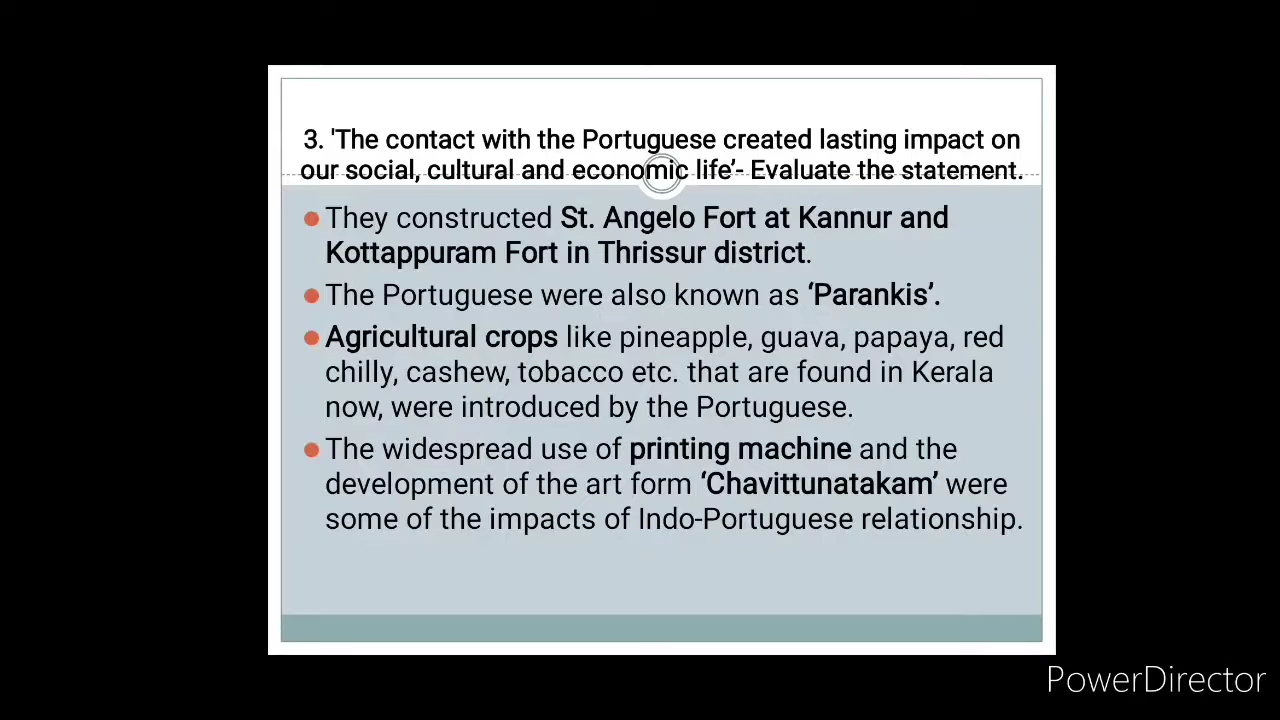 3. 'The contact with the Portuguese created lasting impact on
our social, cultural and economic life’- Evaluate the statement.
They constructed St. Angelo Fort at Kannur and
Kottappuram Fort in Thrissur district.
The Portuguese were also known as ‘Parankis’.
Agricultural crops like pineapple, guava, papaya, red
chilly, cashew, tobacco etc. that are found in Kerala
now, were introduced by the Portuguese.
The widespread use of printing machine and the
development of the art form ‘Chavittunatakam’ were
some of the impacts of Indo-Portuguese relationship.
PowerDirector